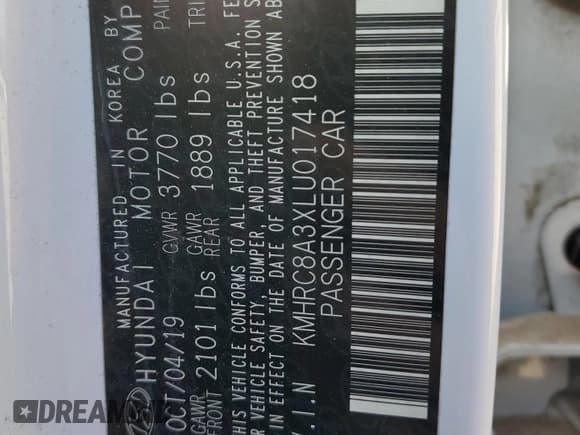 MANUFACTURED IN KOREA BY
HYUNDAI MOTOR COMP
OCT/04/19 GVWR 3770 lbs PAI
GAWR FRONT 2101 lbs GAWR REAR 1889 lbs TRI
THIS VEHICLE CONFORMS TO ALL APPLICABLE U.S.A. FE
VEHICLE SAFETY, BUMPER, AND THEFT PREVENTION S
IN EFFECT ON THE DATE OF MANUFACTURE SHOWN AB
V.I.N KMHRC8A3XLU017418
PASSENGER CAR
DREAM